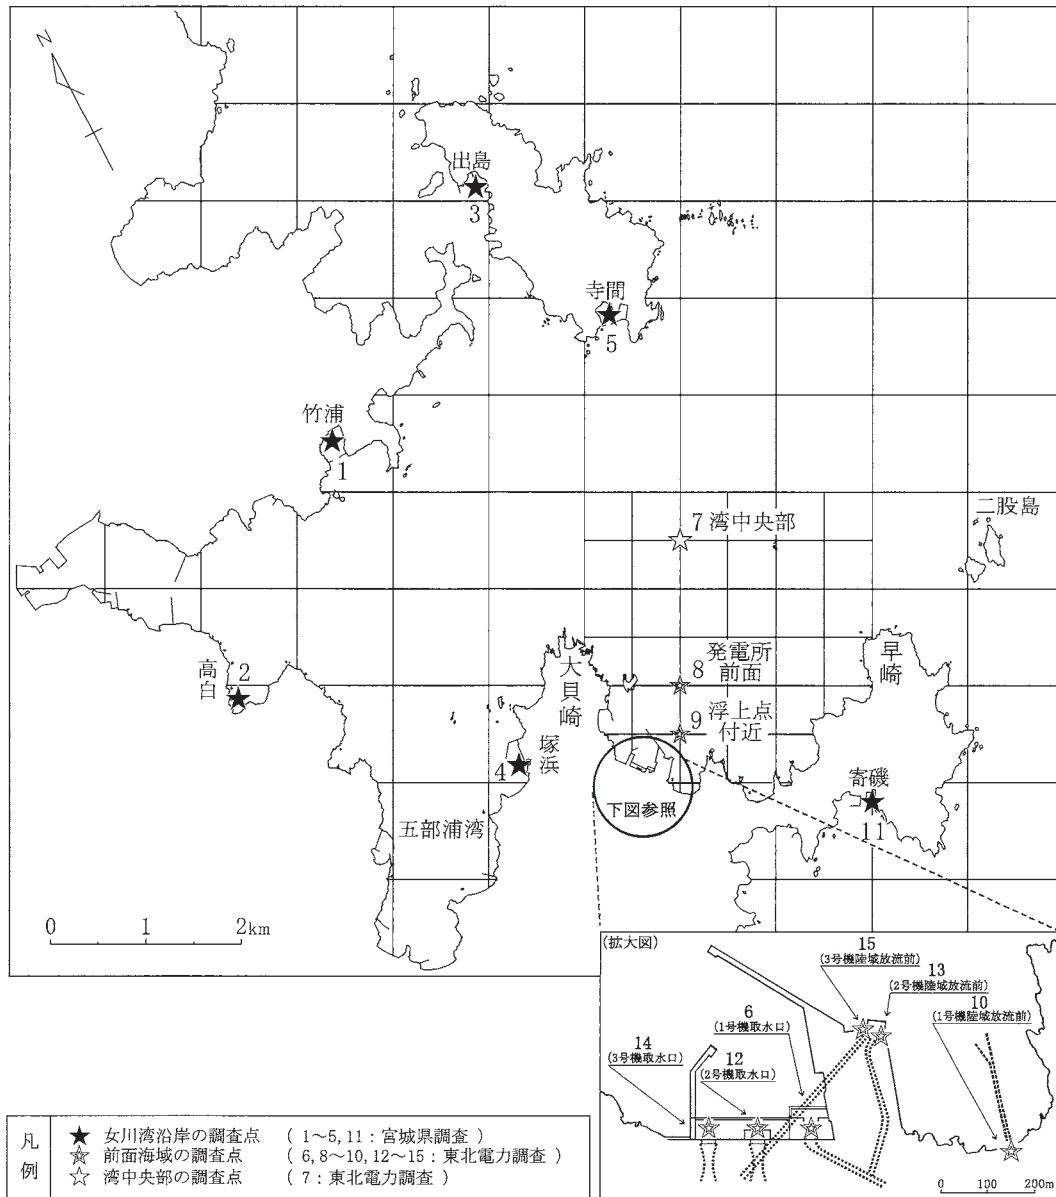 N
出島
3
寺間
5
竹浦
1
7 湾中央部
二股島
高白
2
大貝崎
8 発電所
前面
早崎
9 浮上点
付近
4
塚浜
寄磯
11
下図参照
五部浦湾
0 1 2km
(拡大図)
15
(3号機陸域放流前)
13
(2号機陸域放流前)
10
(1号機陸域放流前)
6
(1号機取水口)
14
(3号機取水口)
12
(2号機取水口)
0 100 200m
凡例
★ 女川湾沿岸の調査点 ( 1~5, 11 : 宮城県調査 )
前面海域の調査点 ( 6, 8~10, 12~15 : 東北電力調査 )
☆ 湾中央部の調査点 ( 7 : 東北電力調査 )